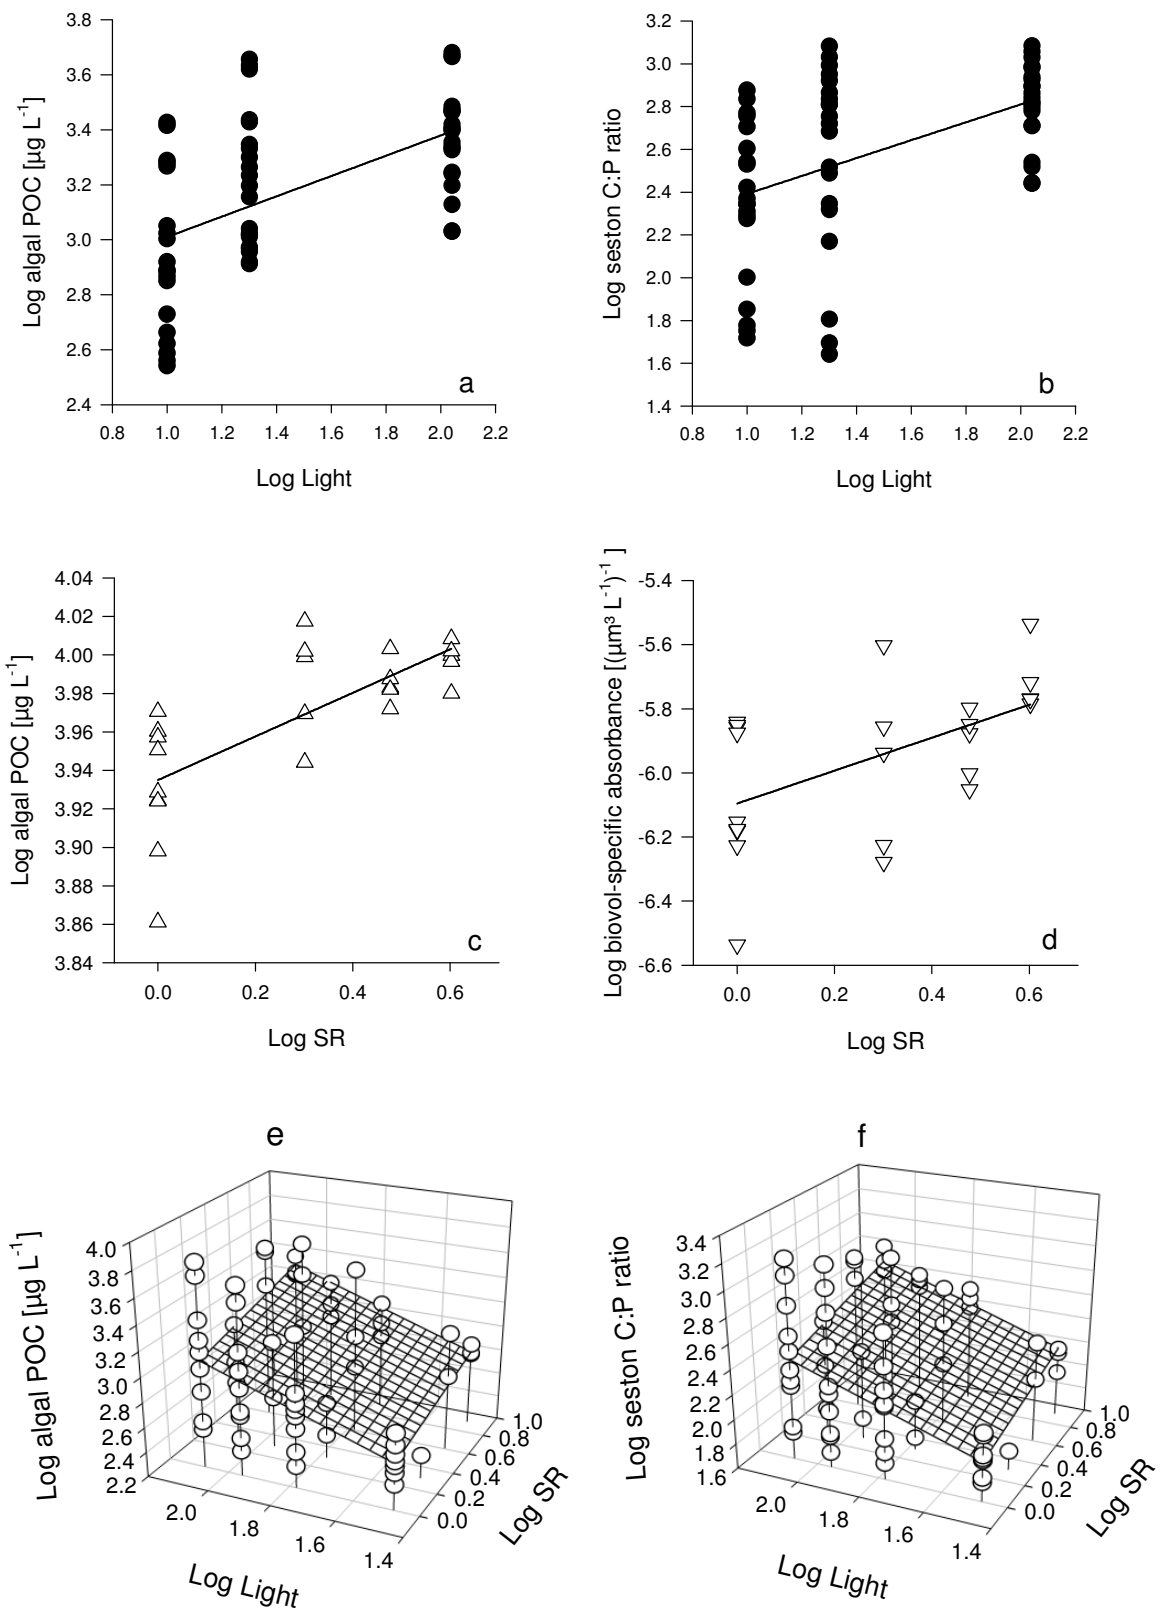 3.8
3.6
3.4
3.2
3.0
2.8
2.6
2.4
Log algal POC [µg L⁻¹]
a
0.8 1.0 1.2 1.4 1.6 1.8 2.0 2.2
Log Light
3.2
3.0
2.8
2.6
2.4
2.2
2.0
1.8
1.6
1.4
Log seston C:P ratio
b
0.8 1.0 1.2 1.4 1.6 1.8 2.0 2.2
Log Light
4.04
4.02
4.00
3.98
3.96
3.94
3.92
3.90
3.88
3.86
3.84
Log algal POC [µg L⁻¹]
c
0.0 0.2 0.4 0.6
Log SR
-5.4
-5.6
-5.8
-6.0
-6.2
-6.4
-6.6
Log biovol-specific absorbance [(µm³ L⁻¹)⁻¹ ]
d
0.0 0.2 0.4 0.6
Log SR
e
4.0
3.8
3.6
3.4
3.2
3.0
2.8
2.6
2.4
2.2
Log algal POC [µg L⁻¹]
2.0 1.8 1.6 1.4
Log Light
1.0
0.8
0.6
0.4
0.2
0.0
Log SR
f
3.4
3.2
3.0
2.8
2.6
2.4
2.2
2.0
1.8
1.6
Log seston C:P ratio
2.0 1.8 1.6 1.4
Log Light
1.0
0.8
0.6
0.4
0.2
0.0
Log SR